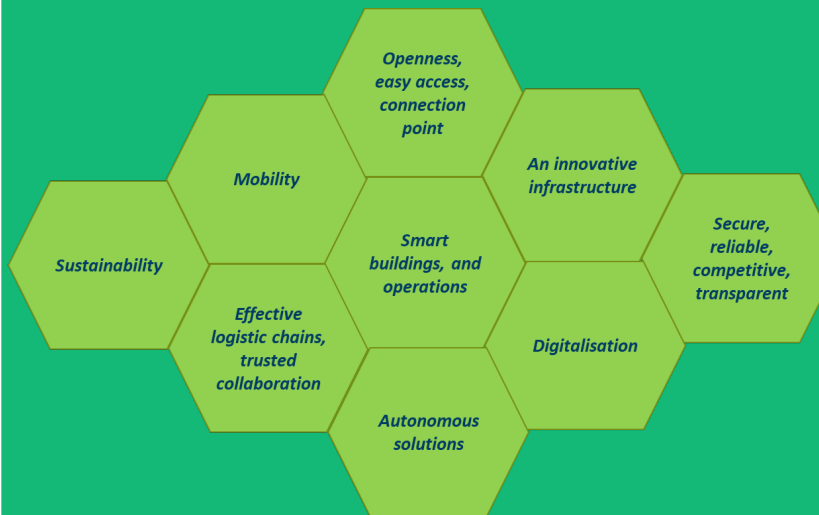 Openness,
easy access,
connection
point
Mobility
An innovative
infrastructure
Sustainability
Smart
buildings, and
operations
Secure,
reliable,
competitive,
transparent
Effective
logistic chains,
trusted
collaboration
Digitalisation
Autonomous
solutions